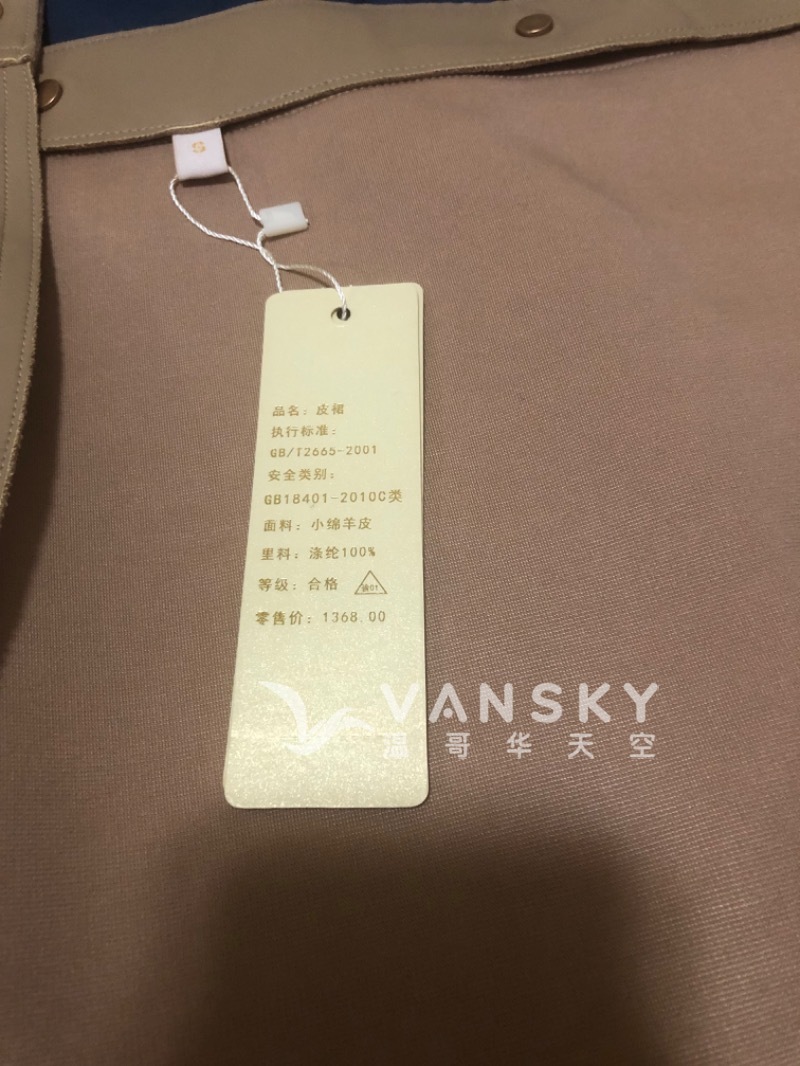 S
品名：皮裙
执行标准：
GB/T2665-2001
安全类别：
GB18401-2010C类
面料：小绵羊皮
里料：涤纶100%
等级：合格
零售价：1368.00
VANSKY
温哥华天空